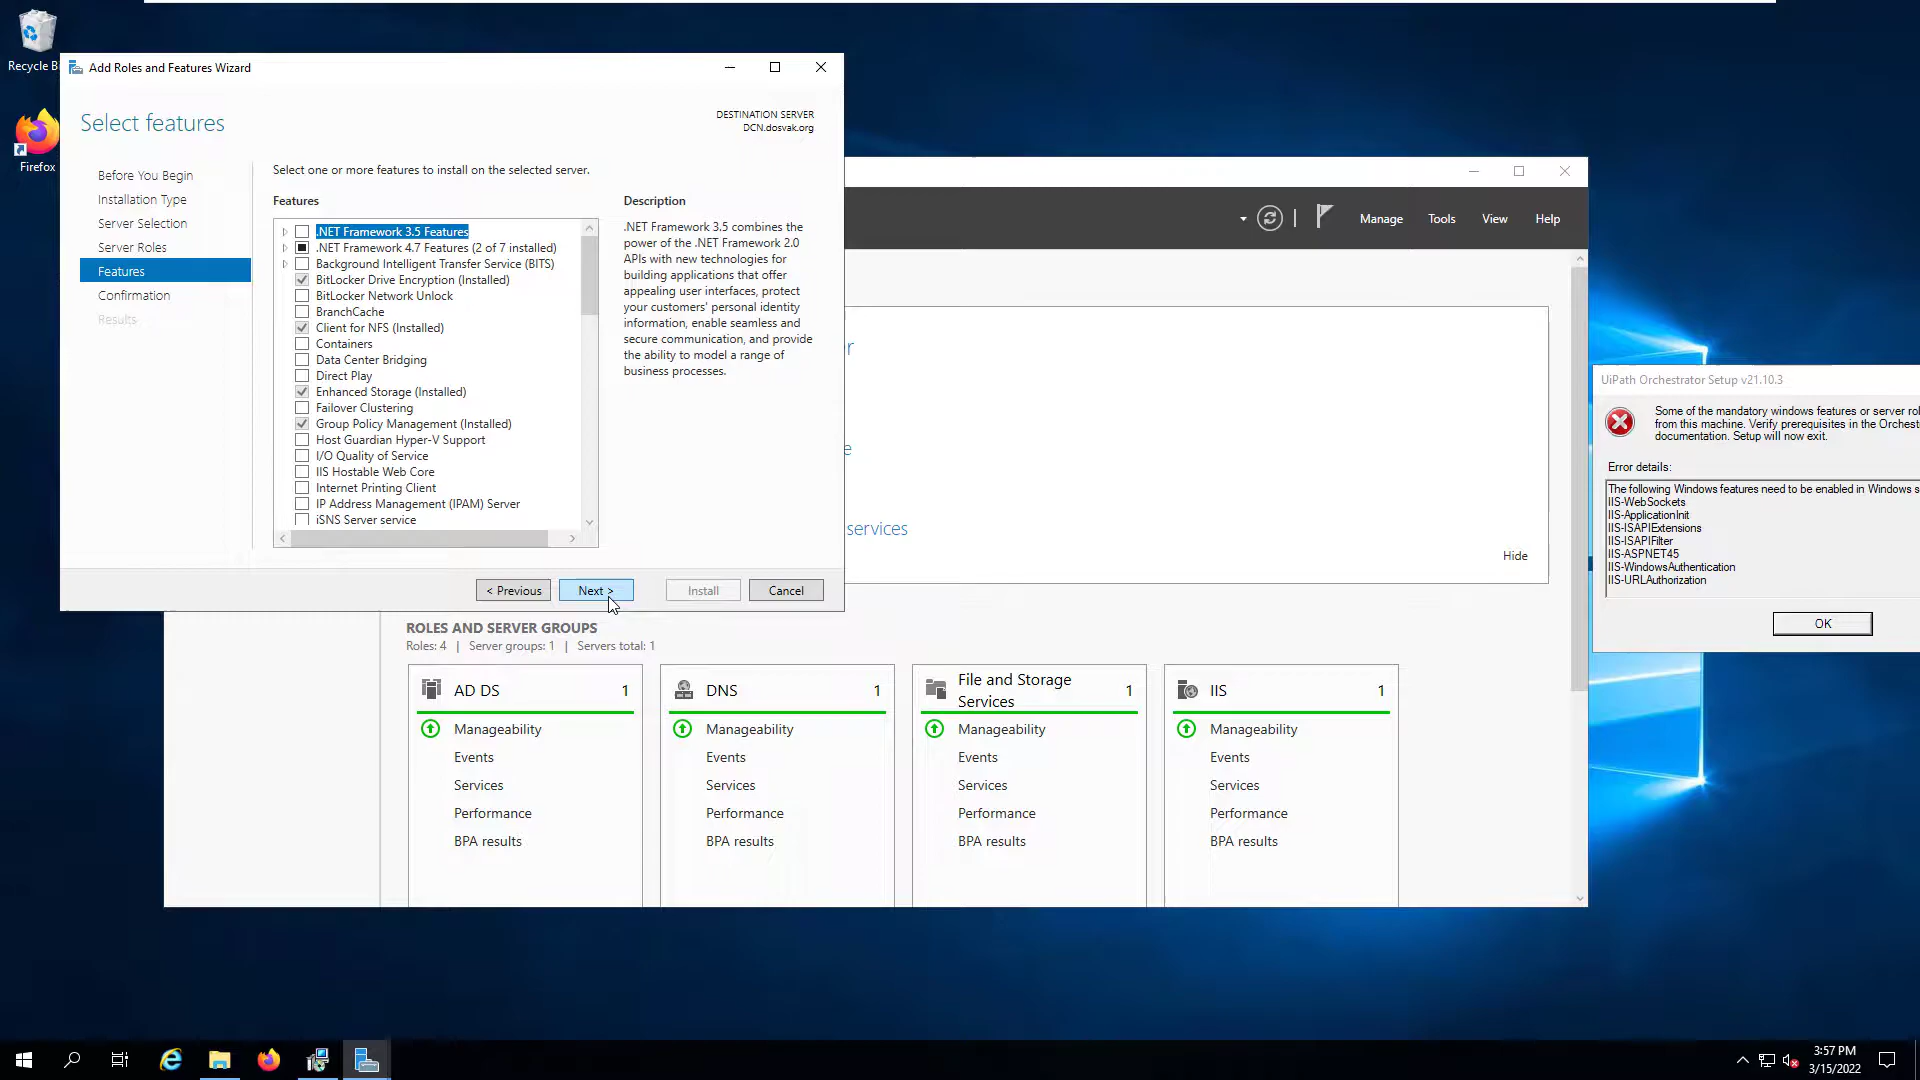 Recycle B
Firefox
Add Roles and Features Wizard
Select features
DESTINATION SERVER
DCN.dosvak.org
Before You Begin
Installation Type
Server Selection
Server Roles
Features
Confirmation
Results
Select one or more features to install on the selected server.
Features
.NET Framework 3.5 Features
.NET Framework 4.7 Features (2 of 7 installed)
Background Intelligent Transfer Service (BITS)
BitLocker Drive Encryption (Installed)
BitLocker Network Unlock
BranchCache
Client for NFS (Installed)
Containers
Data Center Bridging
Direct Play
Enhanced Storage (Installed)
Failover Clustering
Group Policy Management (Installed)
Host Guardian Hyper-V Support
I/O Quality of Service
IIS Hostable Web Core
Internet Printing Client
IP Address Management (IPAM) Server
iSNS Server service
Description
.NET Framework 3.5 combines the
power of the .NET Framework 2.0
APIs with new technologies for
building applications that offer
appealing user interfaces, protect
your customers' personal identity
information, enable seamless and
secure communication, and provide
the ability to model a range of
business processes.
< Previous
Next >
Install
Cancel
Manage
Tools
View
Help
r
e
services
Hide
ROLES AND SERVER GROUPS
Roles: 4 | Server groups: 1 | Servers total: 1
AD DS 1
Manageability
Events
Services
Performance
BPA results
DNS 1
Manageability
Events
Services
Performance
BPA results
File and Storage
Services 1
Manageability
Events
Services
Performance
BPA results
IIS 1
Manageability
Events
Services
Performance
BPA results
UiPath Orchestrator Setup v21.10.3
Some of the mandatory windows features or server rol
from this machine. Verify prerequisites in the Orchest
documentation. Setup will now exit.
Error details:
The following Windows features need to be enabled in Windows s
IIS-WebSockets
IIS-ApplicationInit
IIS-ISAPIExtensions
IIS-ISAPIFilter
IIS-ASPNET45
IIS-WindowsAuthentication
IIS-URLAuthorization
OK
3:57 PM
3/15/2022